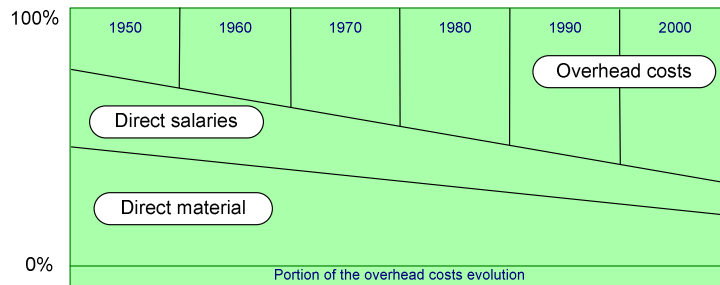 100%
1950 1960 1970 1980 1990 2000
Overhead costs
Direct salaries
Direct material
0%
Portion of the overhead costs evolution